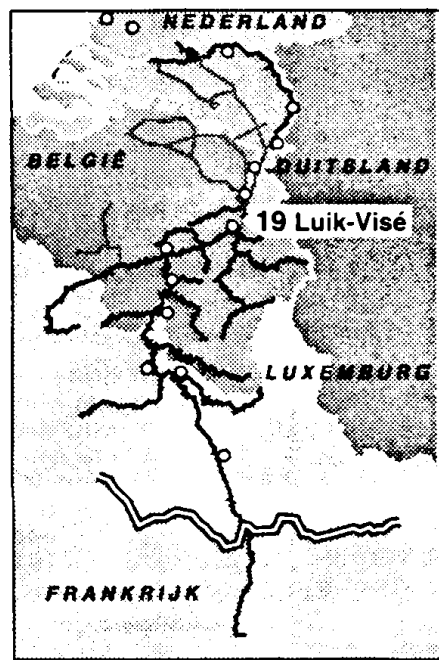 NEDERLAND
BELGIË
DUITSLAND
19 Luik-Visé
LUXEMBURG
FRANKRIJK